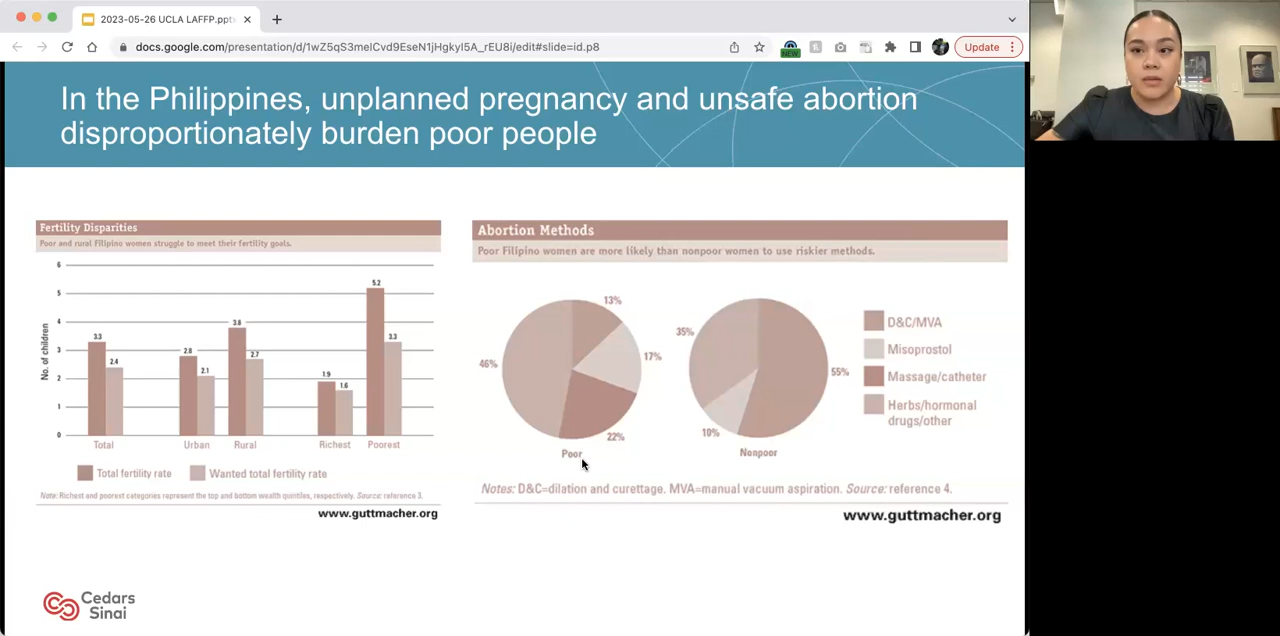 2023-05-26 UCLA LAFFP.ppt
docs.google.com/presentation/d/1wZ5qS3melCvd9EseN1jHgkyI5A_rEU8i/edit#slide=id.p8
NEW
Update
In the Philippines, unplanned pregnancy and unsafe abortion
disproportionately burden poor people
Fertility Disparities
Poor and rural Filipino women struggle to meet their fertility goals.
No. of children
6
5
4
3
2
1
0
3.3
2.4
2.8
2.1
3.8
2.7
1.9
1.6
5.2
3.3
Total
Urban
Rural
Richest
Poorest
Total fertility rate
Wanted total fertility rate
Note: Richest and poorest categories represent the top and bottom wealth quintiles, respectively. Source: reference 3.
www.guttmacher.org
Abortion Methods
Poor Filipino women are more likely than nonpoor women to use riskier methods.
13%
17%
22%
46%
Poor
35%
55%
10%
Nonpoor
D&C/MVA
Misoprostol
Massage/catheter
Herbs/hormonal
drugs/other
Notes: D&C=dilation and curettage. MVA=manual vacuum aspiration. Source: reference 4.
www.guttmacher.org
Cedars
Sinai